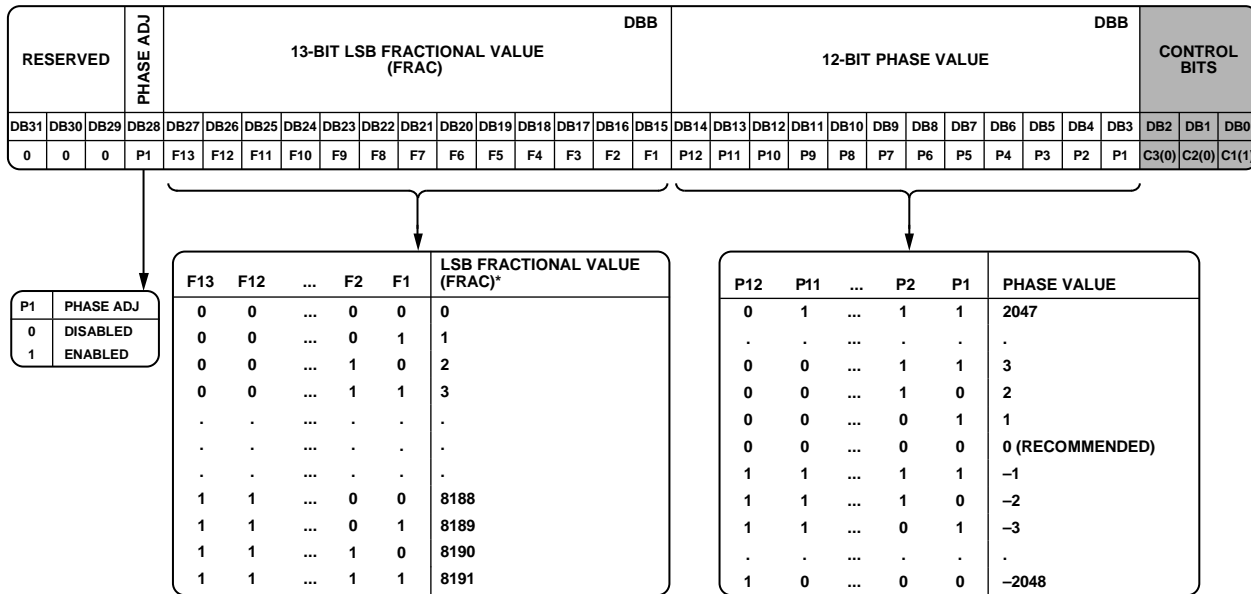 RESERVED
PHASE ADJ
DBB
13-BIT LSB FRACTIONAL VALUE
(FRAC)
DBB
12-BIT PHASE VALUE
CONTROL
BITS
DB31 DB30 DB29 DB28 DB27 DB26 DB25 DB24 DB23 DB22 DB21 DB20 DB19 DB18 DB17 DB16 DB15 DB14 DB13 DB12 DB11 DB10 DB9 DB8 DB7 DB6 DB5 DB4 DB3 DB2 DB1 DB0
0 0 0 P1 F13 F12 F11 F10 F9 F8 F7 F6 F5 F4 F3 F2 F1 P12 P11 P10 P9 P8 P7 P6 P5 P4 P3 P2 P1 C3(0) C2(0) C1(1)
P1 PHASE ADJ
0 DISABLED
1 ENABLED
F13 F12 ... F2 F1 LSB FRACTIONAL VALUE
(FRAC)*
0 0 ... 0 0 0
0 0 ... 0 1 1
0 0 ... 1 0 2
0 0 ... 1 1 3
. . ... . . .
. . ... . . .
. . ... . . .
1 1 ... 0 0 8188
1 1 ... 0 1 8189
1 1 ... 1 0 8190
1 1 ... 1 1 8191
P12 P11 ... P2 P1 PHASE VALUE
0 1 ... 1 1 2047
. . ... . . .
0 0 ... 1 1 3
0 0 ... 1 0 2
0 0 ... 0 1 1
0 0 ... 0 0 0 (RECOMMENDED)
1 1 ... 1 1 –1
1 1 ... 1 0 –2
1 1 ... 0 1 –3
. . ... . . .
1 0 ... 0 0 –2048